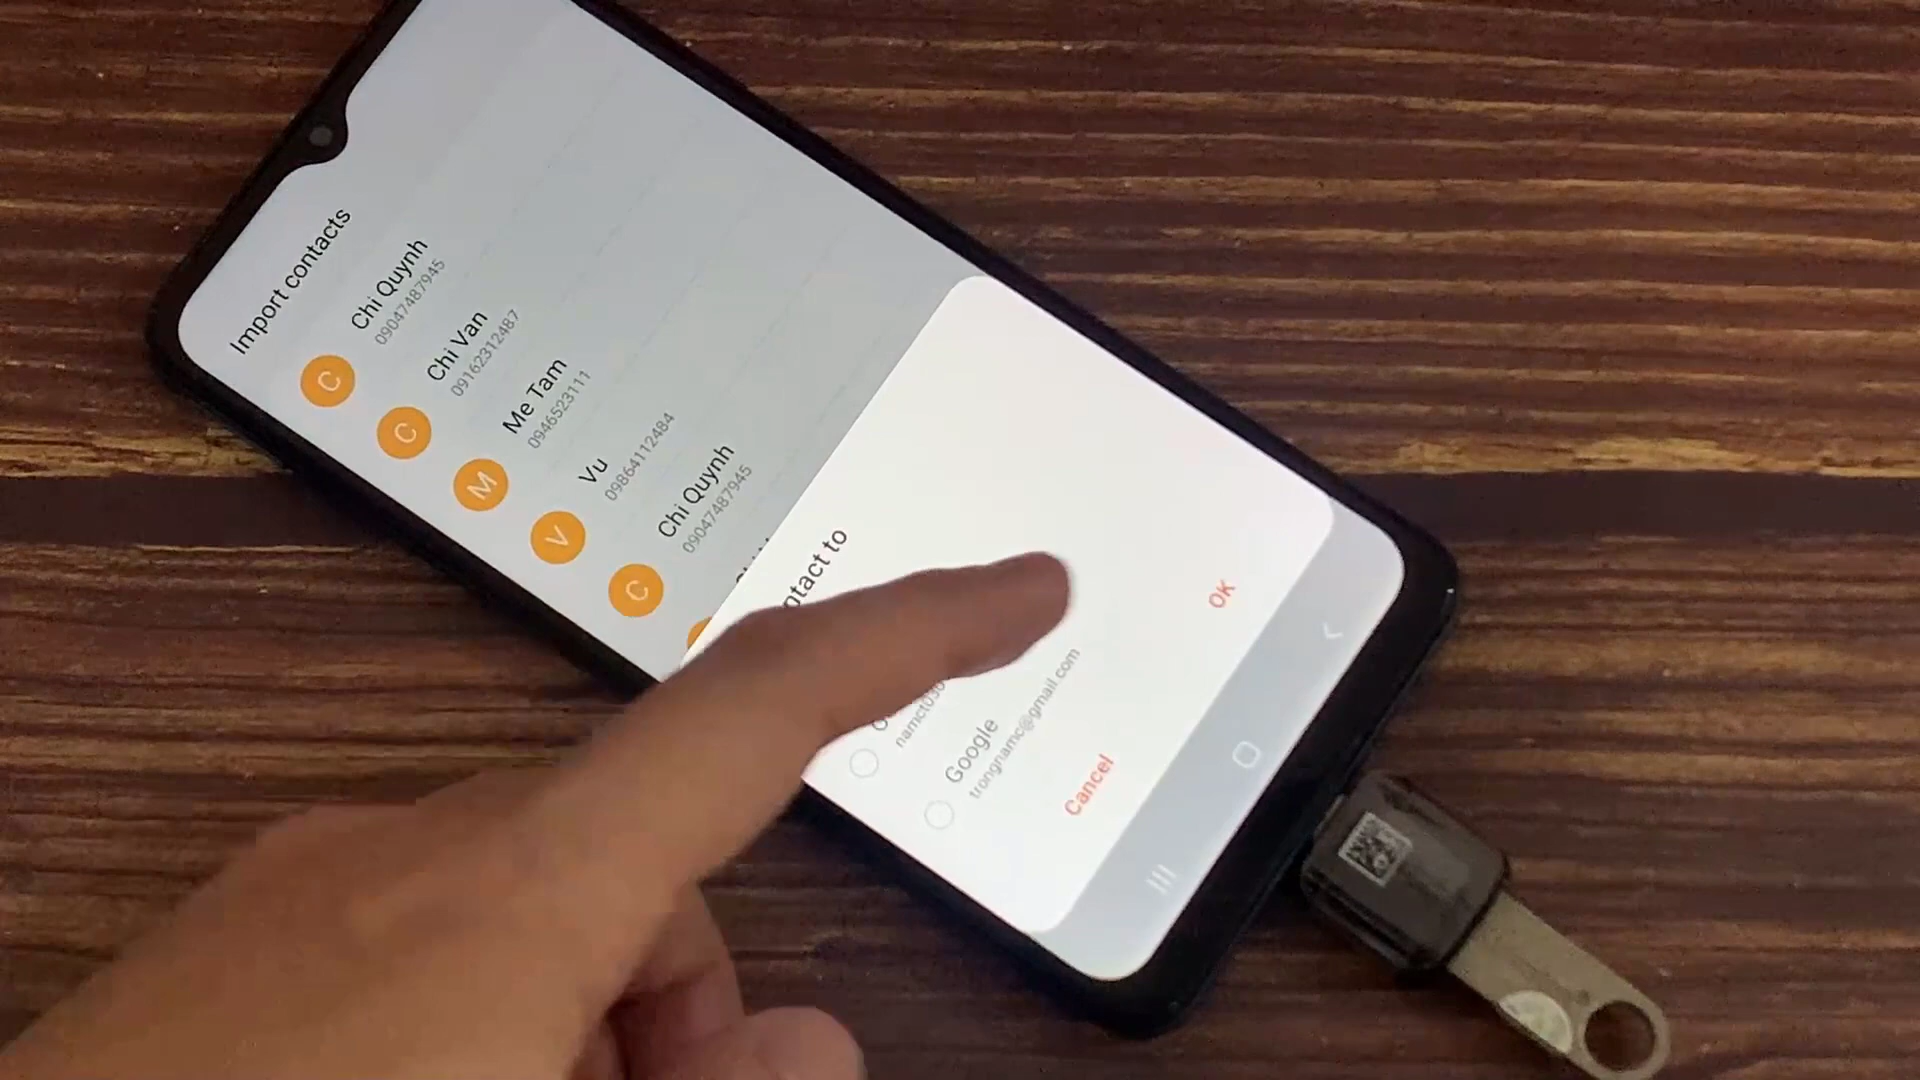 Import contacts
C
Chi Quynh
09047487945
C
Chi Van
09162312487
M
Me Tam
0946523111
V
Vu
09864112484
C
Chi Quynh
09047487945
to
Google
trongnamc@gmail.com
Cancel
OK